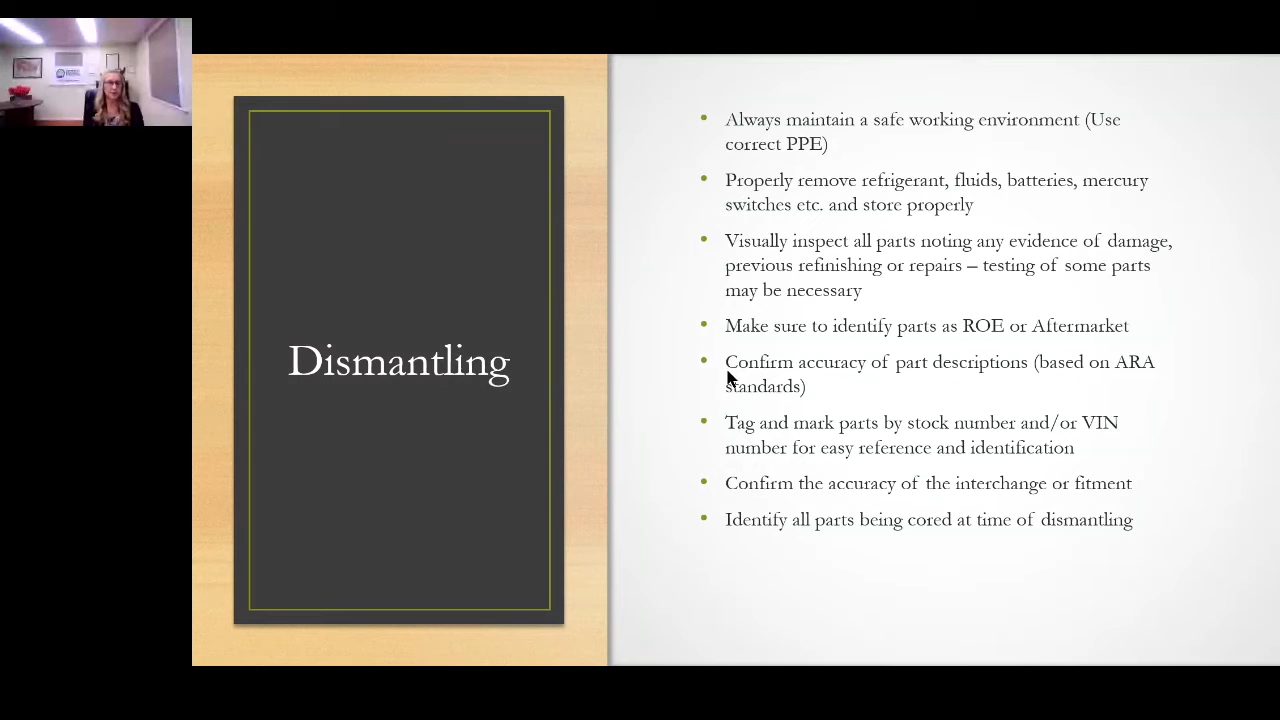 Dismantling
• Always maintain a safe working environment (Use
correct PPE)
• Properly remove refrigerant, fluids, batteries, mercury
switches etc. and store properly
• Visually inspect all parts noting any evidence of damage,
previous refinishing or repairs – testing of some parts
may be necessary
• Make sure to identify parts as ROE or Aftermarket
• Confirm accuracy of part descriptions (based on ARA
standards)
• Tag and mark parts by stock number and/or VIN
number for easy reference and identification
• Confirm the accuracy of the interchange or fitment
• Identify all parts being cored at time of dismantling